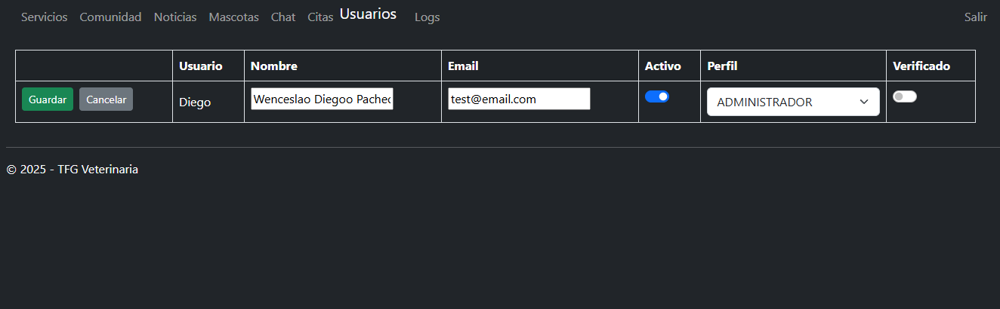 Servicios Comunidad Noticias Mascotas Chat Citas Usuarios Logs Salir
Usuario Nombre Email Activo Perfil Verificado
Guardar Cancelar Diego Wenceslao Diegoo Pachec test@email.com ADMINISTRADOR
© 2025 - TFG Veterinaria